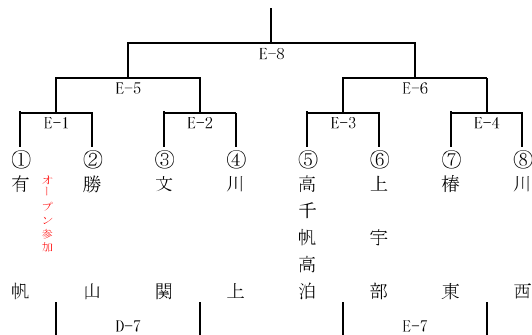 E-8
E-5
E-6
E-1
E-2
E-3
E-4
①
②
③
④
⑤
⑥
⑦
⑧
有帆
オープン参加
勝山
文関
川上
高千帆高泊
上宇部
椿東
川西
D-7
E-7